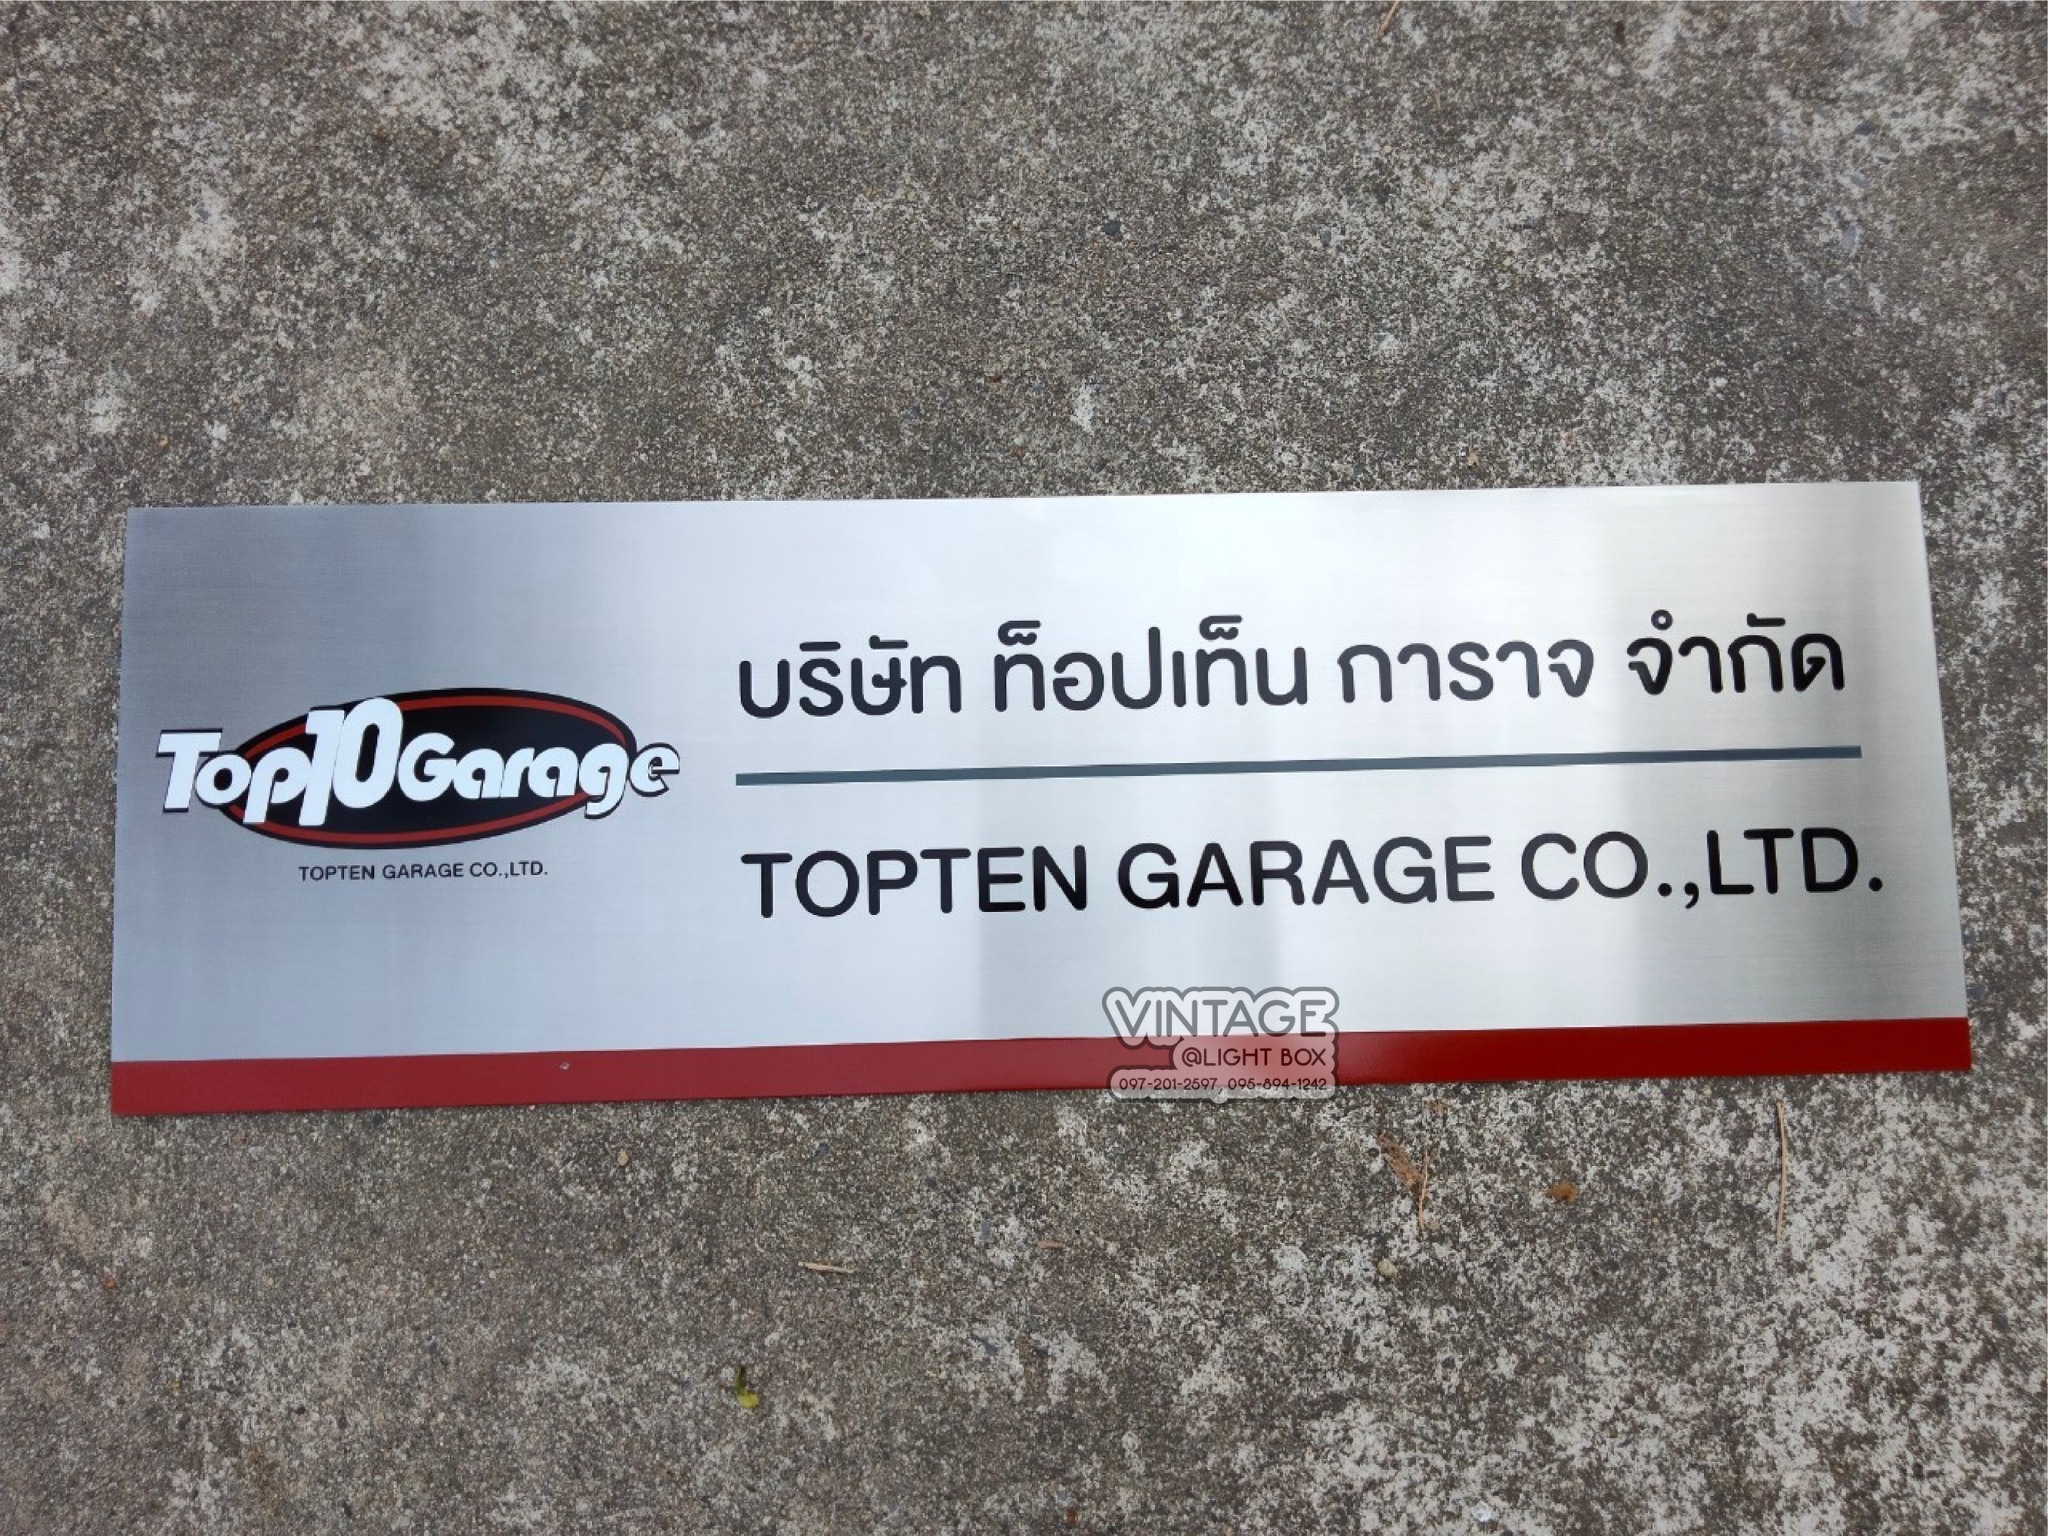 Top10Garage
TOPTEN GARAGE CO.,LTD.
บริษัท ท็อปเท็น การาจ จำกัด
TOPTEN GARAGE CO.,LTD.
VINTAGE
@LIGHT BOX
097-201-2597, 095-894-1242